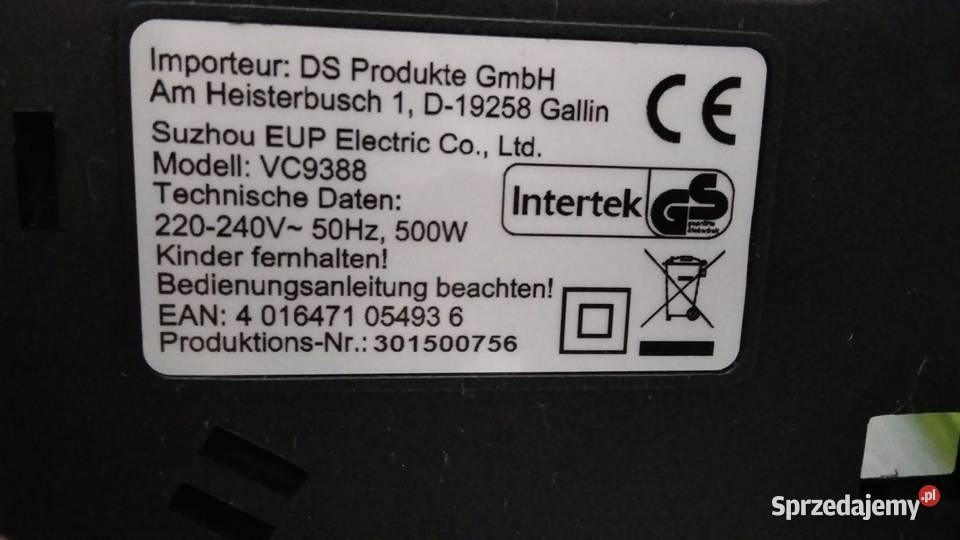 Importeur: DS Produkte GmbH
Am Heisterbusch 1, D-19258 Gallin
Suzhou EUP Electric Co., Ltd.
Modell: VC9388
Technische Daten:
220-240V~ 50Hz, 500W
Kinder fernhalten!
Bedienungsanleitung beachten!
EAN: 4 016471 05493 6
Produktions-Nr.: 301500756
CE
Intertek
GS
geprüfte
Sicherheit
Sprzedajemy.pl